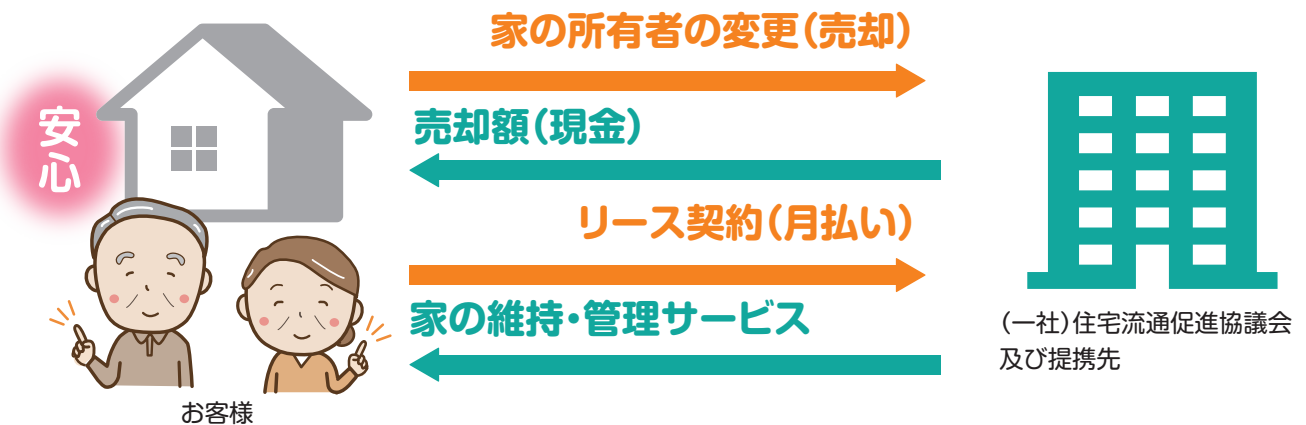 家の所有者の変更(売却)
安心
売却額(現金)
リース契約(月払い)
家の維持・管理サービス
(一社)住宅流通促進協議会
及び提携先
お客様